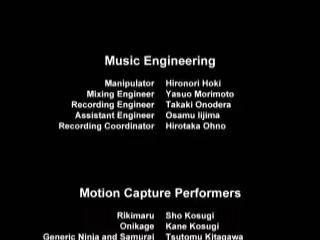 Music Engineering
Manipulator Hironori Hoki
Mixing Engineer Yasuo Morimoto
Recording Engineer Takaki Onodera
Assistant Engineer Osamu Iijima
Recording Coordinator Hirotaka Ohno
Motion Capture Performers
Rikimaru Sho Kosugi
Onikage Kane Kosugi
Generic Ninja and Samurai Tsutomu Kitagawa